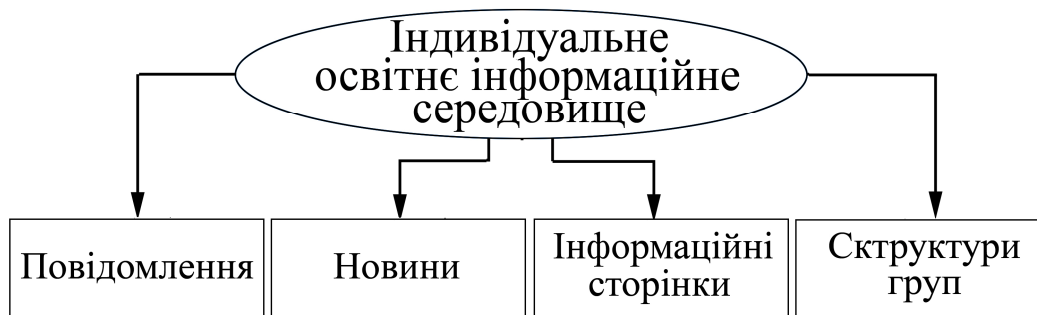 Індивідуальне
освітнє інформаційне
середовище
Повідомлення
Новини
Інформаційні
сторінки
Сктруктури
груп